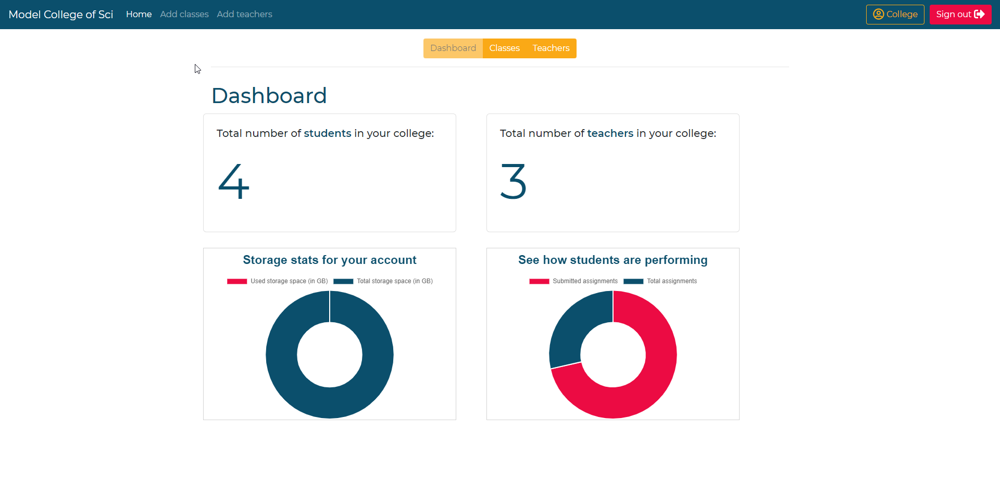 Model College of Sci Home Add classes Add teachers College Sign out
Dashboard Classes Teachers
Dashboard
Total number of students in your college:
4
Total number of teachers in your college:
3
Storage stats for your account
Used storage space (in GB) Total storage space (in GB)
See how students are performing
Submitted assignments Total assignments